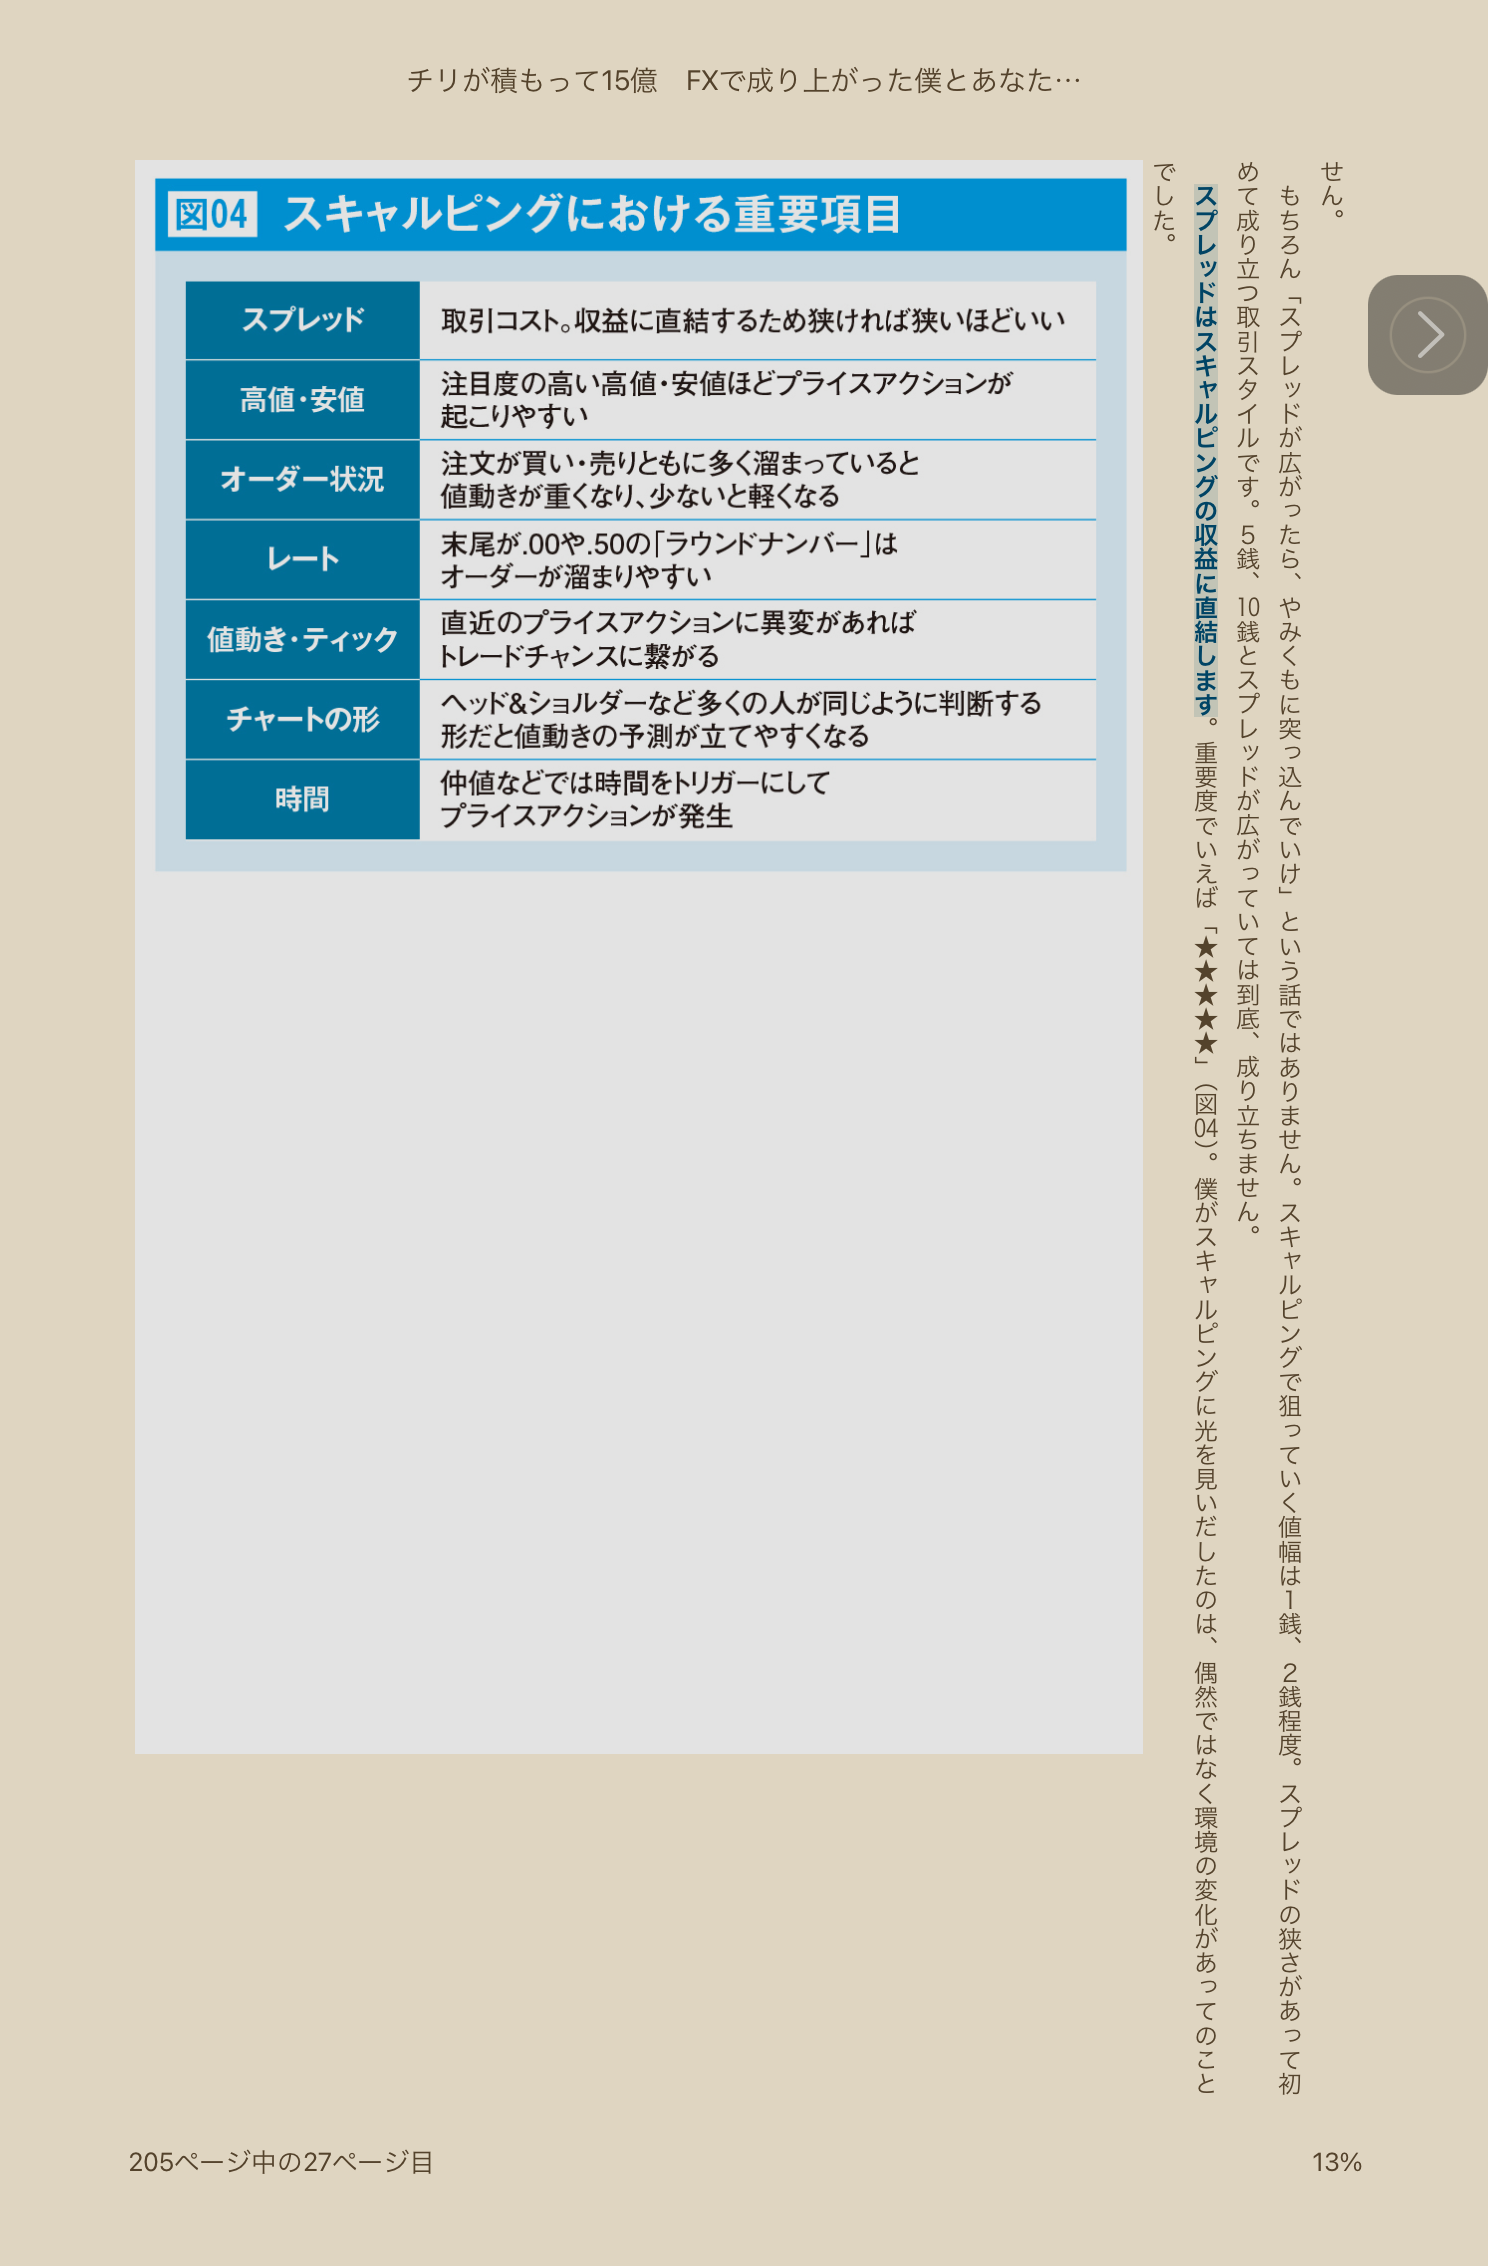 チリが積もって15億　FXで成り上がった僕とあなた…
せん。
　もちろん「スプレッドが広がったら、やみくもに突っ込んでいけ」という話ではありません。スキャルピングで狙っていく値幅は1銭、2銭程度。スプレッドの狭さがあって初
めて成り立つ取引スタイルです。5銭、10銭とスプレッドが広がっていては到底、成り立ちません。
　スプレッドはスキャルピングの収益に直結します。重要度でいえば「★★★★★」（図04）。僕がスキャルピングに光を見いだしたのは、偶然ではなく環境の変化があってのこと
でした。
図04 スキャルピングにおける重要項目
スプレッド
取引コスト。収益に直結するため狭ければ狭いほどいい
高値・安値
注目度の高い高値・安値ほどプライスアクションが
起こりやすい
オーダー状況
注文が買い・売りともに多く溜まっていると
値動きが重くなり、少ないと軽くなる
レート
末尾が.00や.50の「ラウンドナンバー」は
オーダーが溜まりやすい
値動き・ティック
直近のプライスアクションに異変があれば
トレードチャンスに繋がる
チャートの形
ヘッド&ショルダーなど多くの人が同じように判断する
形だと値動きの予測が立てやすくなる
時間
仲値などでは時間をトリガーにして
プライスアクションが発生
205ページ中の27ページ目
13%